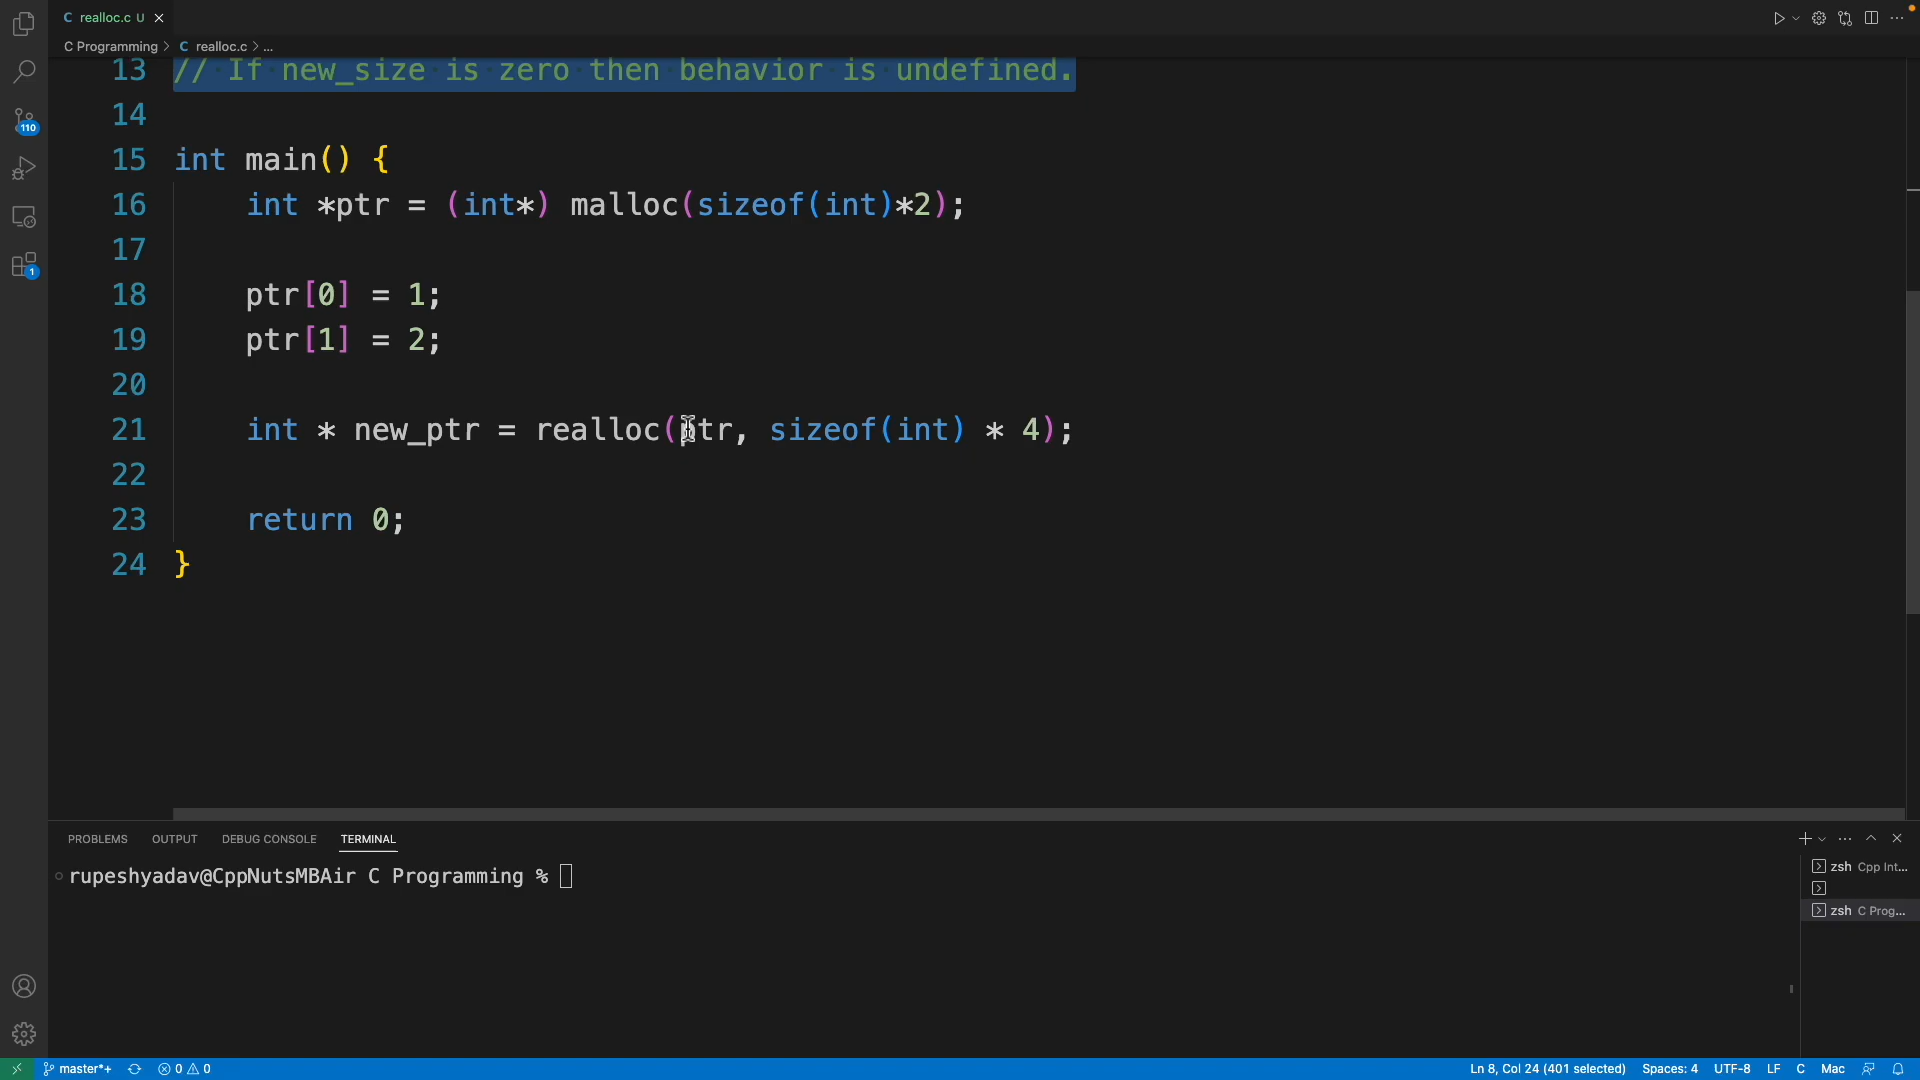 C realloc.c U
C Programming > C realloc.c > ...
13 // If new_size is zero then behavior is undefined.
14
15 int main() {
16 int *ptr = (int*) malloc(sizeof(int)*2);
17
18 ptr[0] = 1;
19 ptr[1] = 2;
20
21 int * new_ptr = realloc(ptr, sizeof(int) * 4);
22
23 return 0;
24 }
110
1
PROBLEMS OUTPUT DEBUG CONSOLE TERMINAL
rupeshyadav@CppNutsMBAir C Programming %
zsh Cpp Int...
zsh C Prog...
master*+ 0 0 Ln 8, Col 24 (401 selected) Spaces: 4 UTF-8 LF C Mac